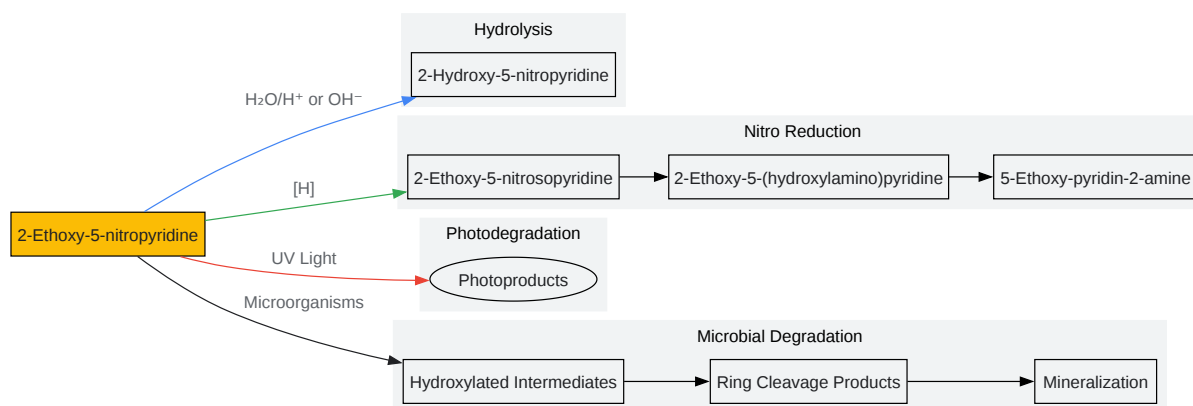 Hydrolysis
2-Hydroxy-5-nitropyridine
H₂O/H⁺ or OH⁻
Nitro Reduction
[H]
2-Ethoxy-5-nitrosopyridine
2-Ethoxy-5-(hydroxylamino)pyridine
5-Ethoxy-pyridin-2-amine
2-Ethoxy-5-nitropyridine
Photodegradation
UV Light
Photoproducts
Microorganisms
Microbial Degradation
Hydroxylated Intermediates
Ring Cleavage Products
Mineralization